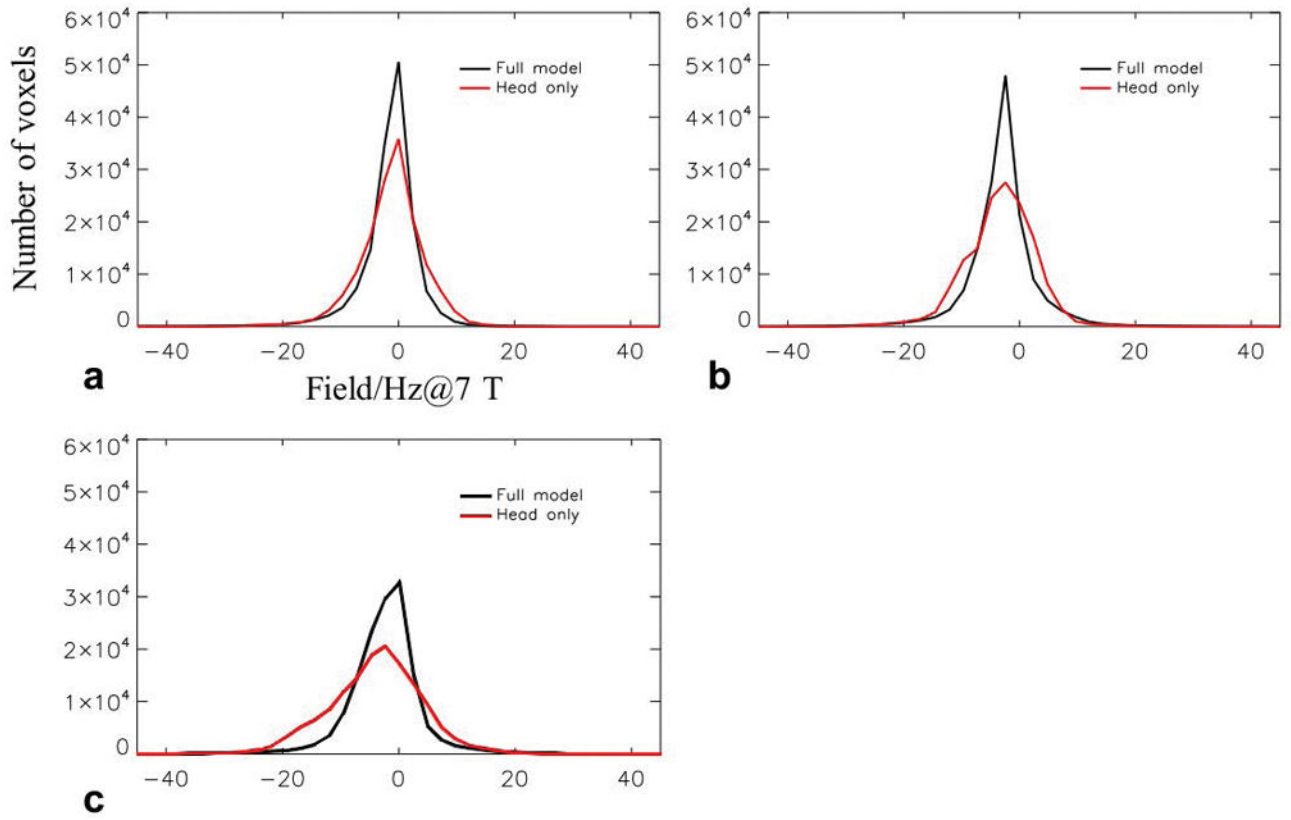 Number of voxels
6×10⁴
5×10⁴
4×10⁴
3×10⁴
2×10⁴
1×10⁴
0
−40 −20 0 20 40
Full model
Head only
a
Field/Hz@7 T
6×10⁴
5×10⁴
4×10⁴
3×10⁴
2×10⁴
1×10⁴
0
−40 −20 0 20 40
Full model
Head only
b
6×10⁴
5×10⁴
4×10⁴
3×10⁴
2×10⁴
1×10⁴
0
−40 −20 0 20 40
Full model
Head only
c